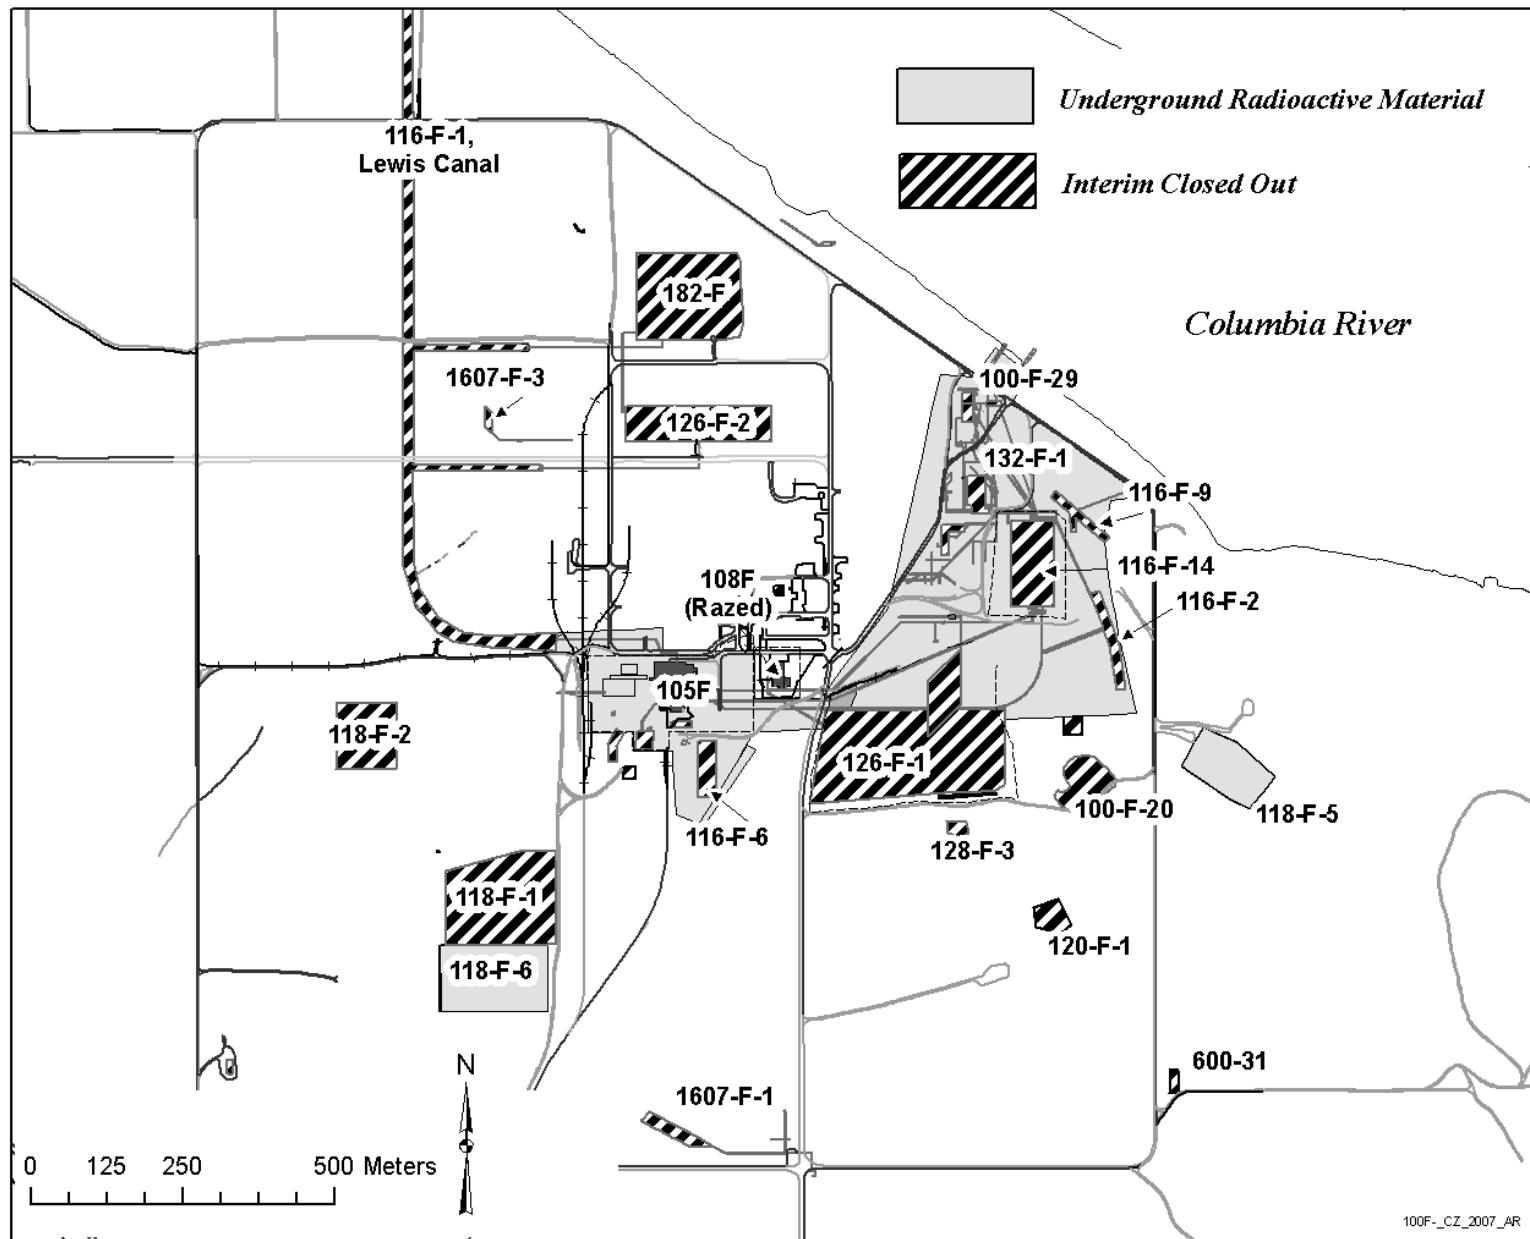 Underground Radioactive Material
116-F-1,
Lewis Canal
Interim Closed Out
182-F
Columbia River
1607-F-3
100-F-29
126-F-2
132-F-1
116-F-9
108F
(Razed)
116-F-14
116-F-2
105F
118-F-2
126-F-1
100-F-20
118-F-5
116-F-6
128-F-3
118-F-1
120-F-1
118-F-6
600-31
N
1607-F-1
0 125 250 500 Meters
100F-_CZ_2007_AR